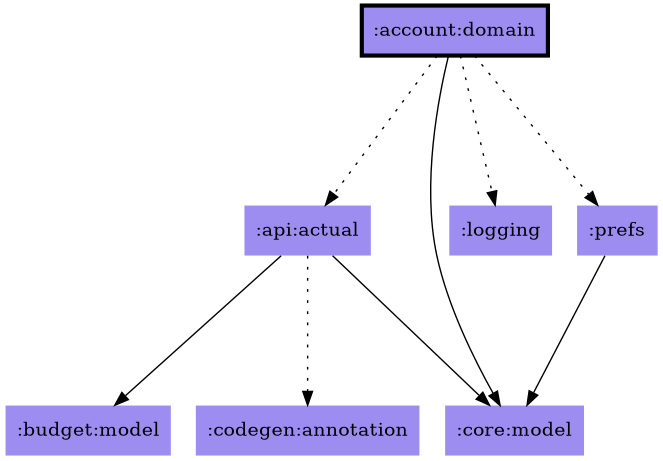 :account:domain
:api:actual
:logging
:prefs
:budget:model
:codegen:annotation
:core:model